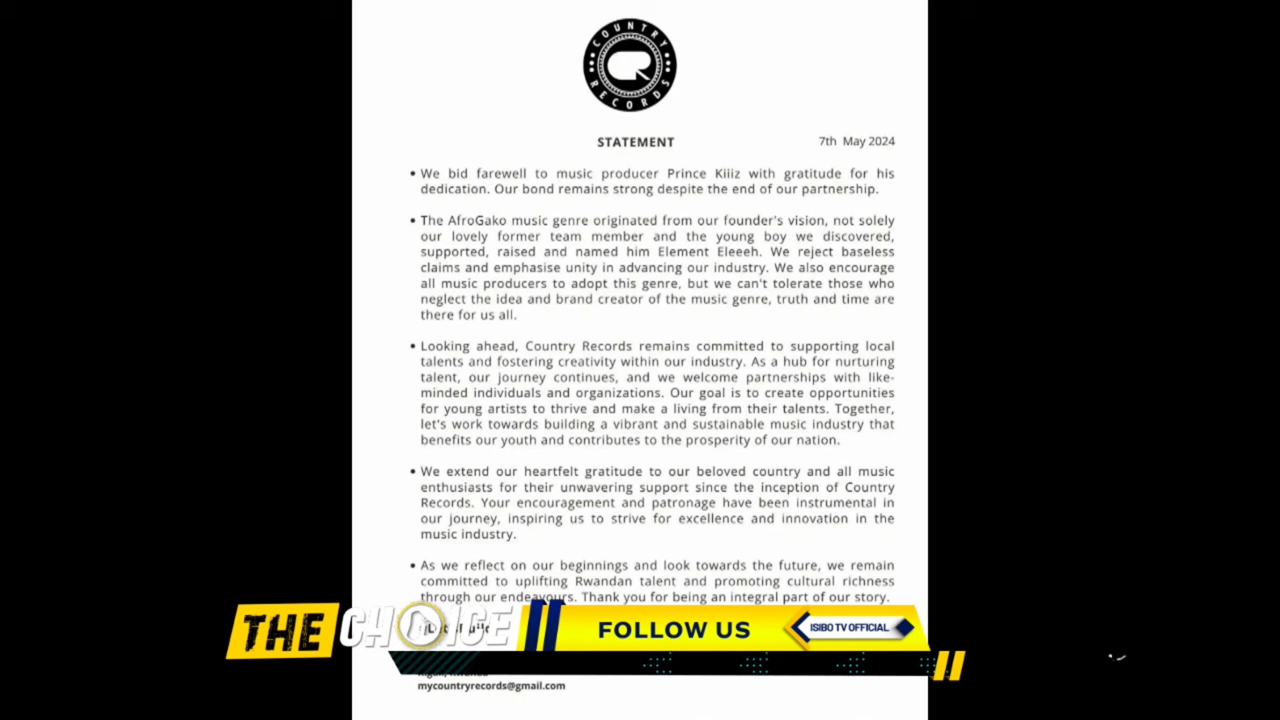 COUNTRY
RECORDS
STATEMENT
7th May 2024
• We bid farewell to music producer Prince Kiiiz with gratitude for his
dedication. Our bond remains strong despite the end of our partnership.
• The AfroGako music genre originated from our founder's vision, not solely
our lovely former team member and the young boy we discovered,
supported, raised and named him Element Eleeeh. We reject baseless
claims and emphasise unity in advancing our industry. We also encourage
all music producers to adopt this genre, but we can't tolerate those who
neglect the idea and brand creator of the music genre, truth and time are
there for us all.
• Looking ahead, Country Records remains committed to supporting local
talents and fostering creativity within our industry. As a hub for nurturing
talent, our journey continues, and we welcome partnerships with like-
minded individuals and organizations. Our goal is to create opportunities
for young artists to thrive and make a living from their talents. Together,
let's work towards building a vibrant and sustainable music industry that
benefits our youth and contributes to the prosperity of our nation.
• We extend our heartfelt gratitude to our beloved country and all music
enthusiasts for their unwavering support since the inception of Country
Records. Your encouragement and patronage have been instrumental in
our journey, inspiring us to strive for excellence and innovation in the
music industry.
• As we reflect on our beginnings and look towards the future, we remain
committed to uplifting Rwandan talent and promoting cultural richness
through our endeavours. Thank you for being an integral part of our story.
THE CHOICE
FOLLOW US
ISIBO TV OFFICIAL
mycountryrecords@gmail.com